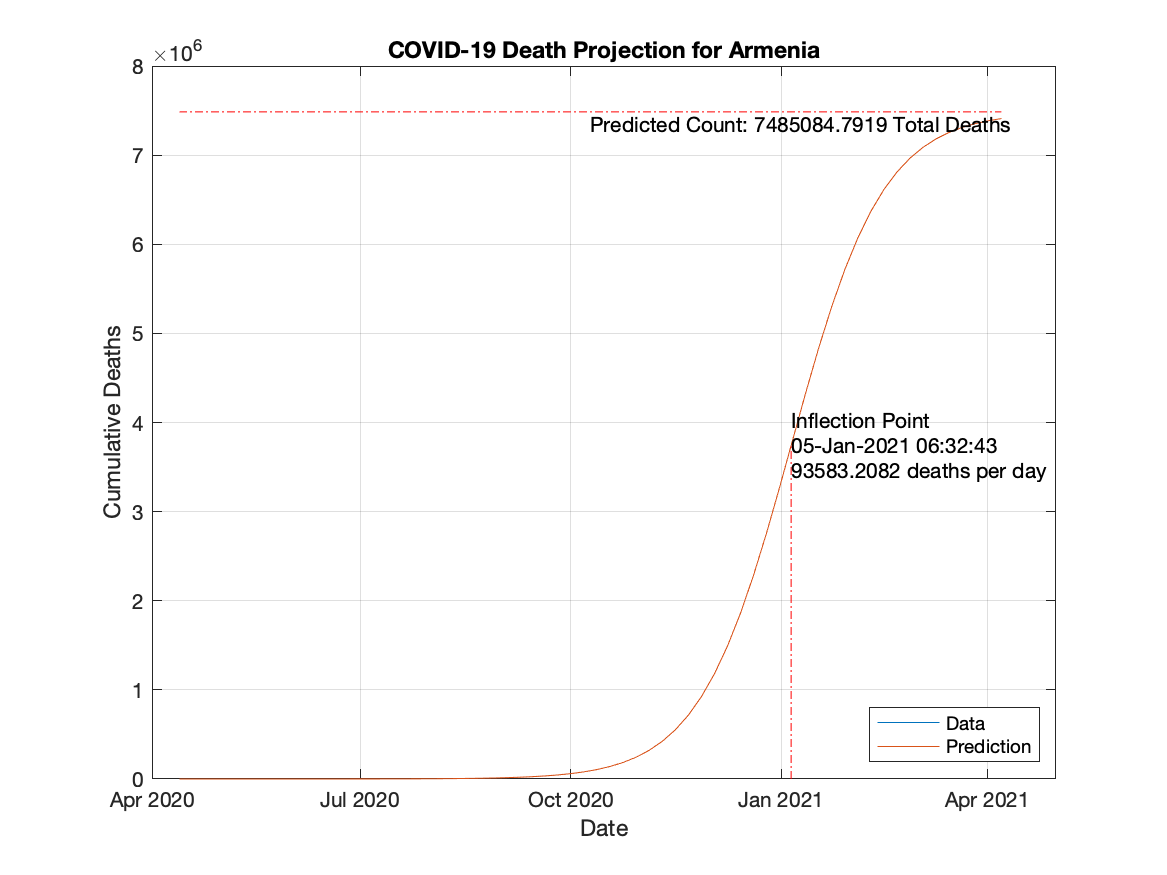 COVID-19 Death Projection for Armenia
×10⁶
8
7
6
5
4
3
2
1
0
Cumulative Deaths
Predicted Count: 7485084.7919 Total Deaths
Inflection Point
05-Jan-2021 06:32:43
93583.2082 deaths per day
Data
Prediction
Apr 2020 Jul 2020 Oct 2020 Jan 2021 Apr 2021
Date